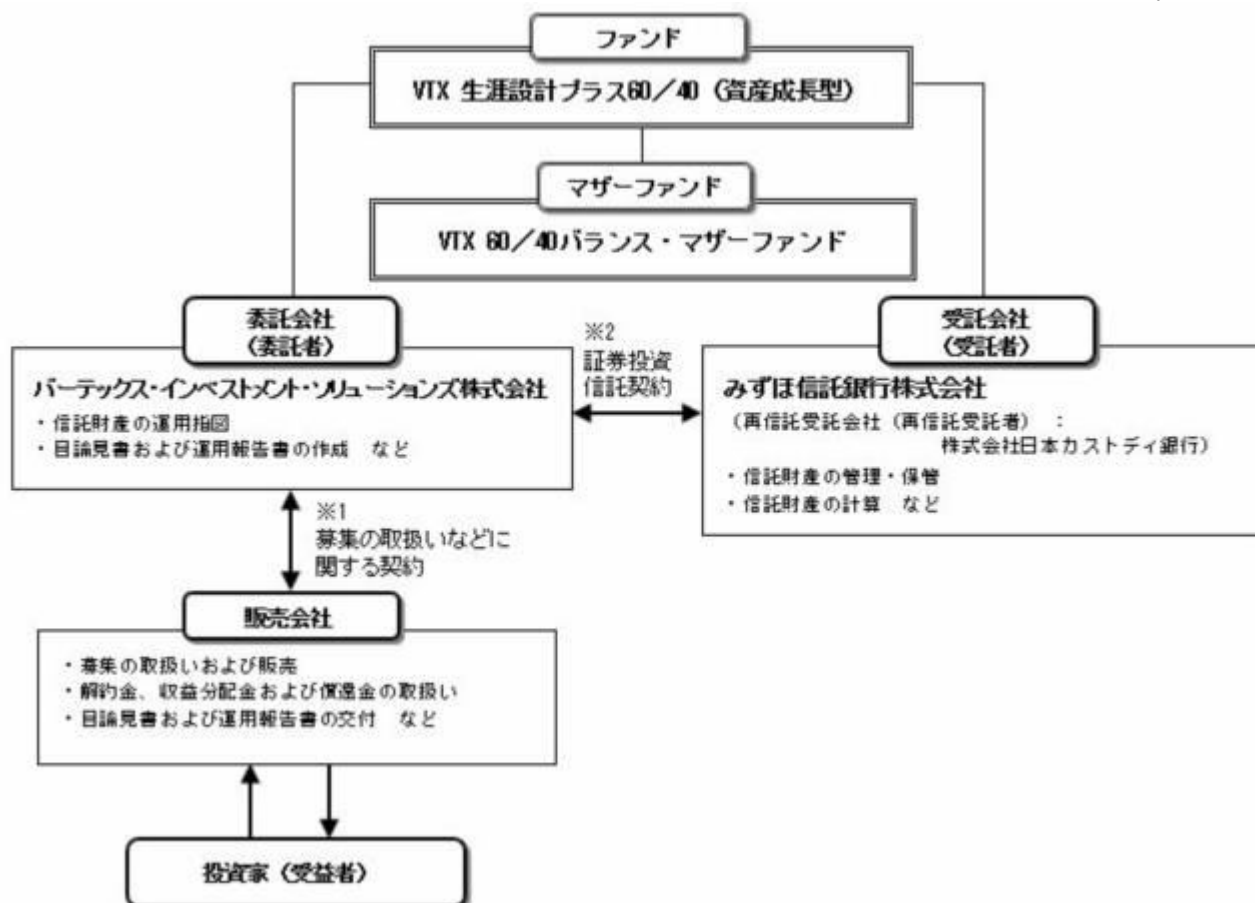 ファンド
VTX 生涯設計プラス60／40（資産成長型）
マザーファンド
VTX 60／40バランス・マザーファンド
委託会社
（委託者）
バーテックス・インベストメント・ソリューションズ株式会社
・信託財産の運用指図
・目論見書および運用報告書の作成　など
※2
証券投資
信託契約
受託会社
（受託者）
みずほ信託銀行株式会社
（再信託受託会社（再信託受託者）：
株式会社日本カストディ銀行）
・信託財産の管理・保管
・信託財産の計算　など
※1
募集の取扱いなどに
関する契約
販売会社
・募集の取扱いおよび販売
・解約金、収益分配金および償還金の取扱い
・目論見書および運用報告書の交付　など
投資家（受益者）